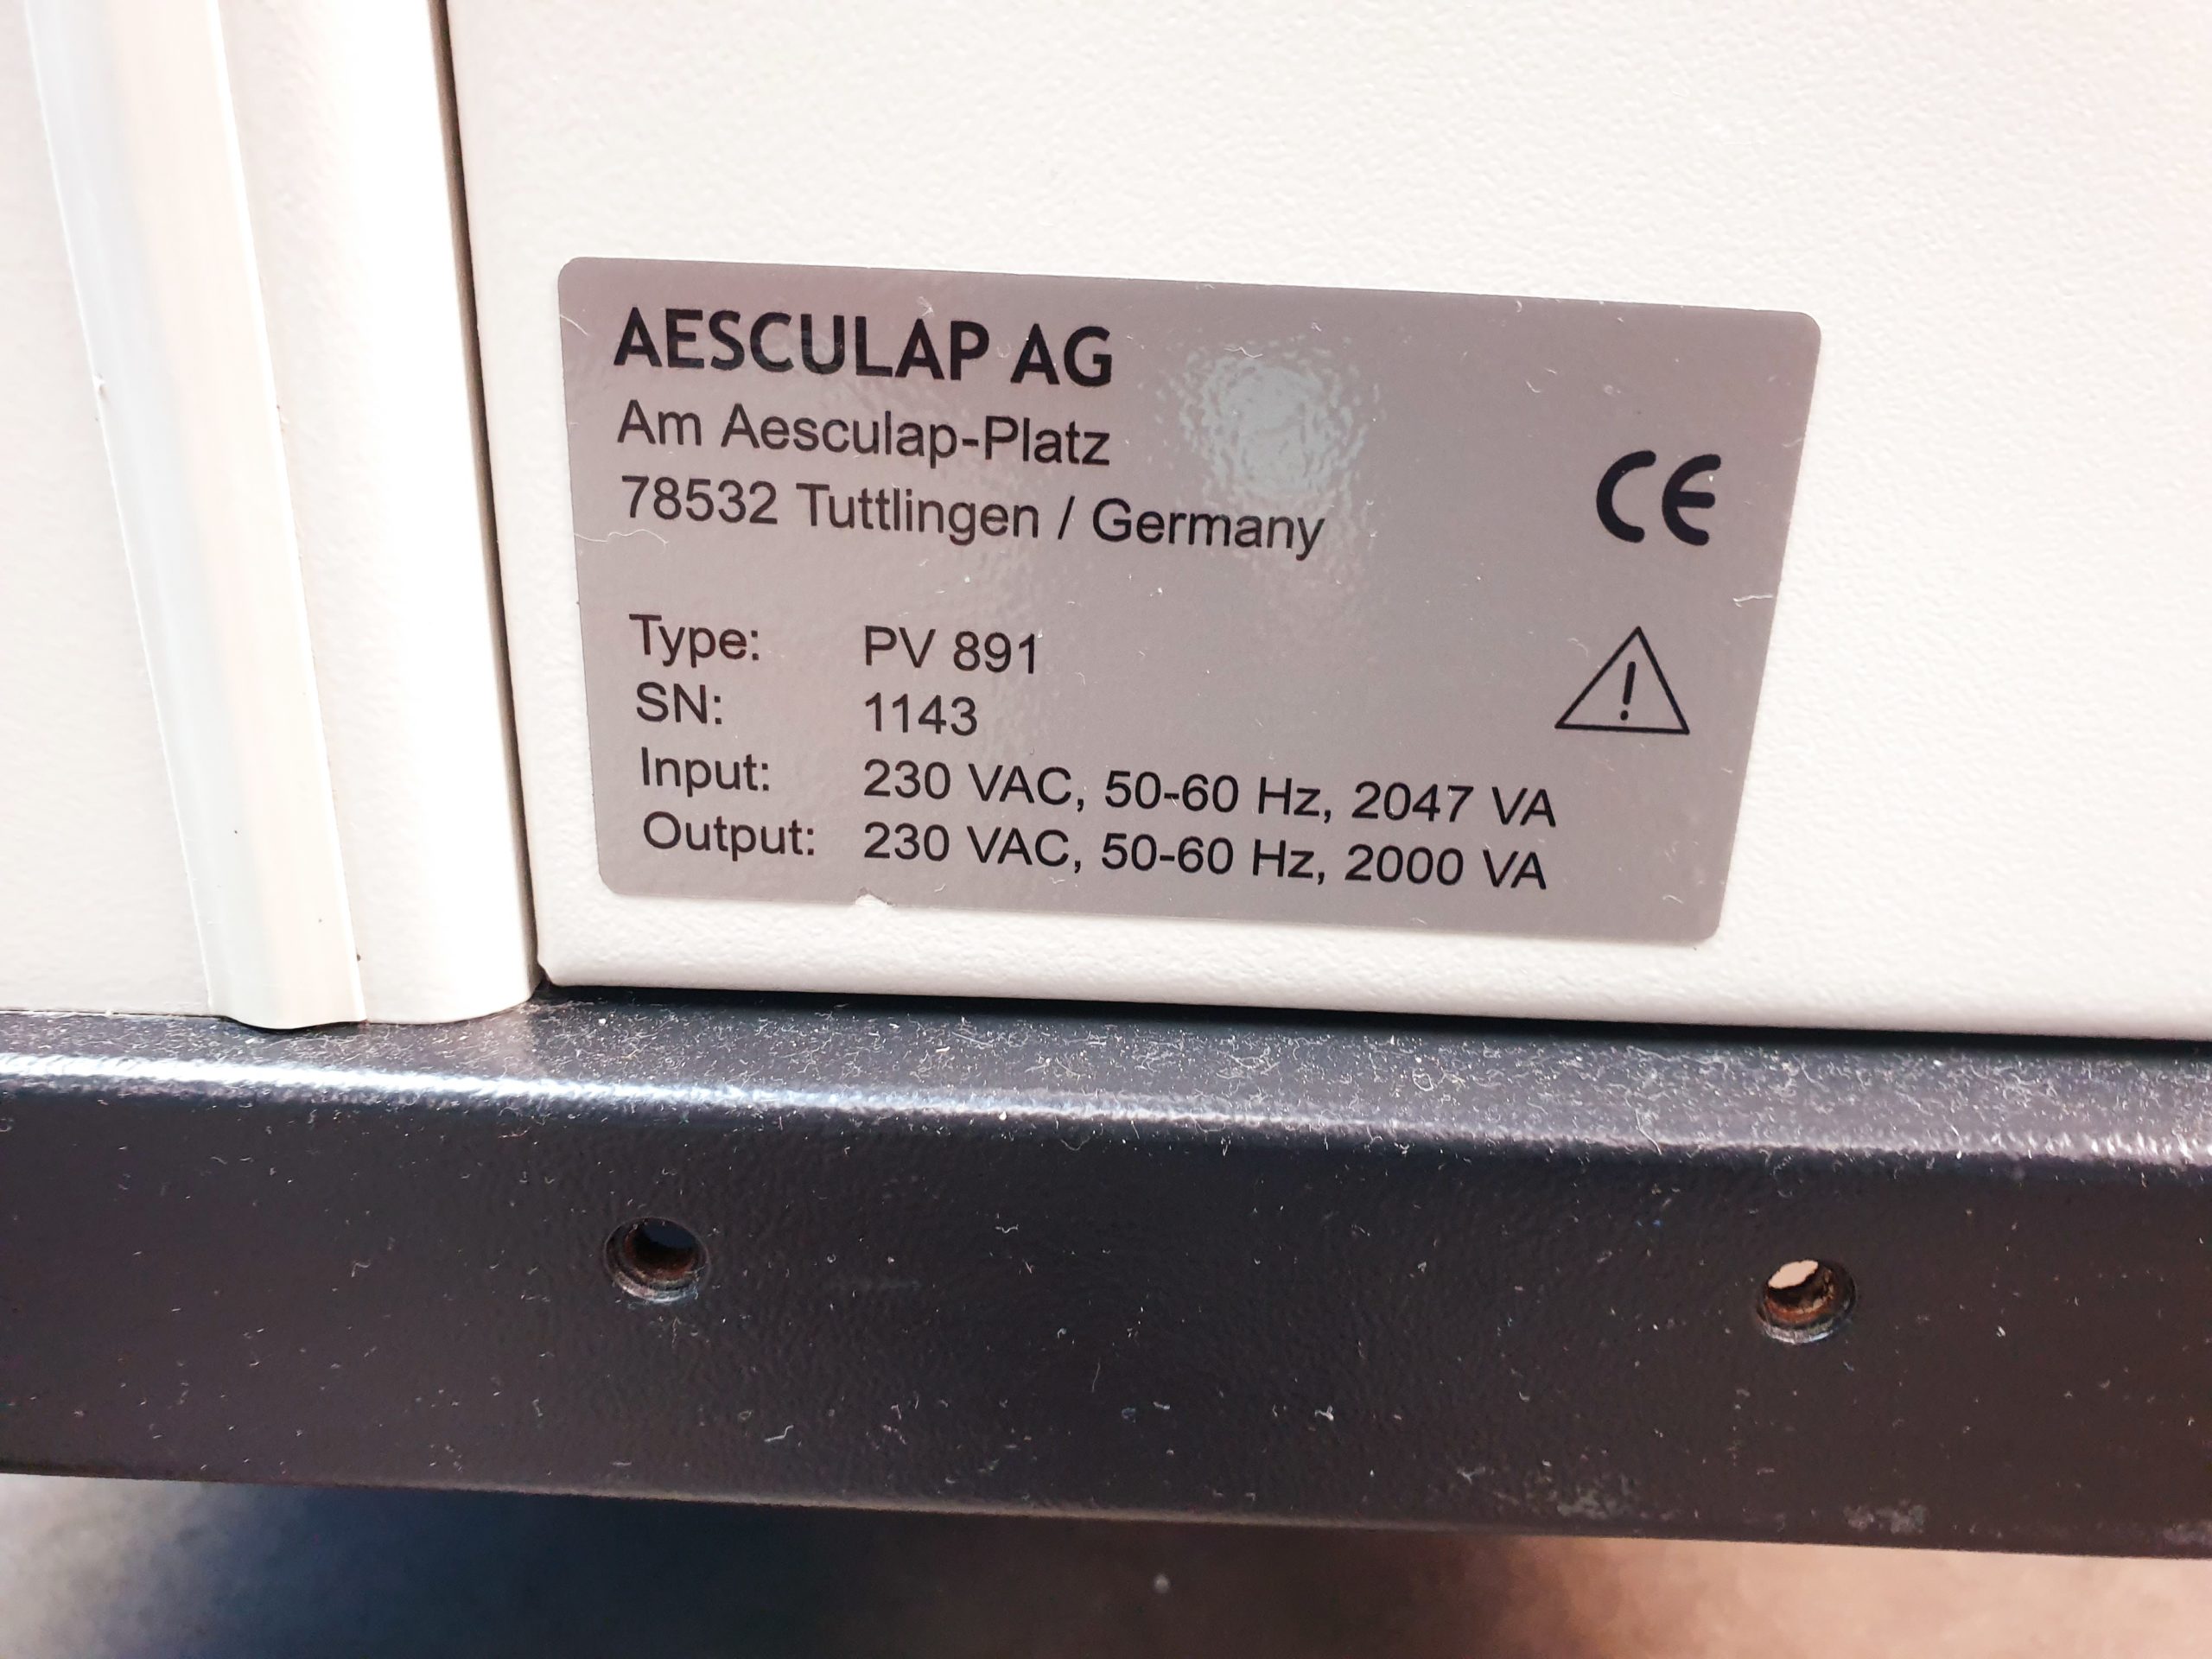 AESCULAP AG
Am Aesculap-Platz
78532 Tuttlingen / Germany
CE
Type: PV 891
SN: 1143
Input: 230 VAC, 50-60 Hz, 2047 VA
Output: 230 VAC, 50-60 Hz, 2000 VA